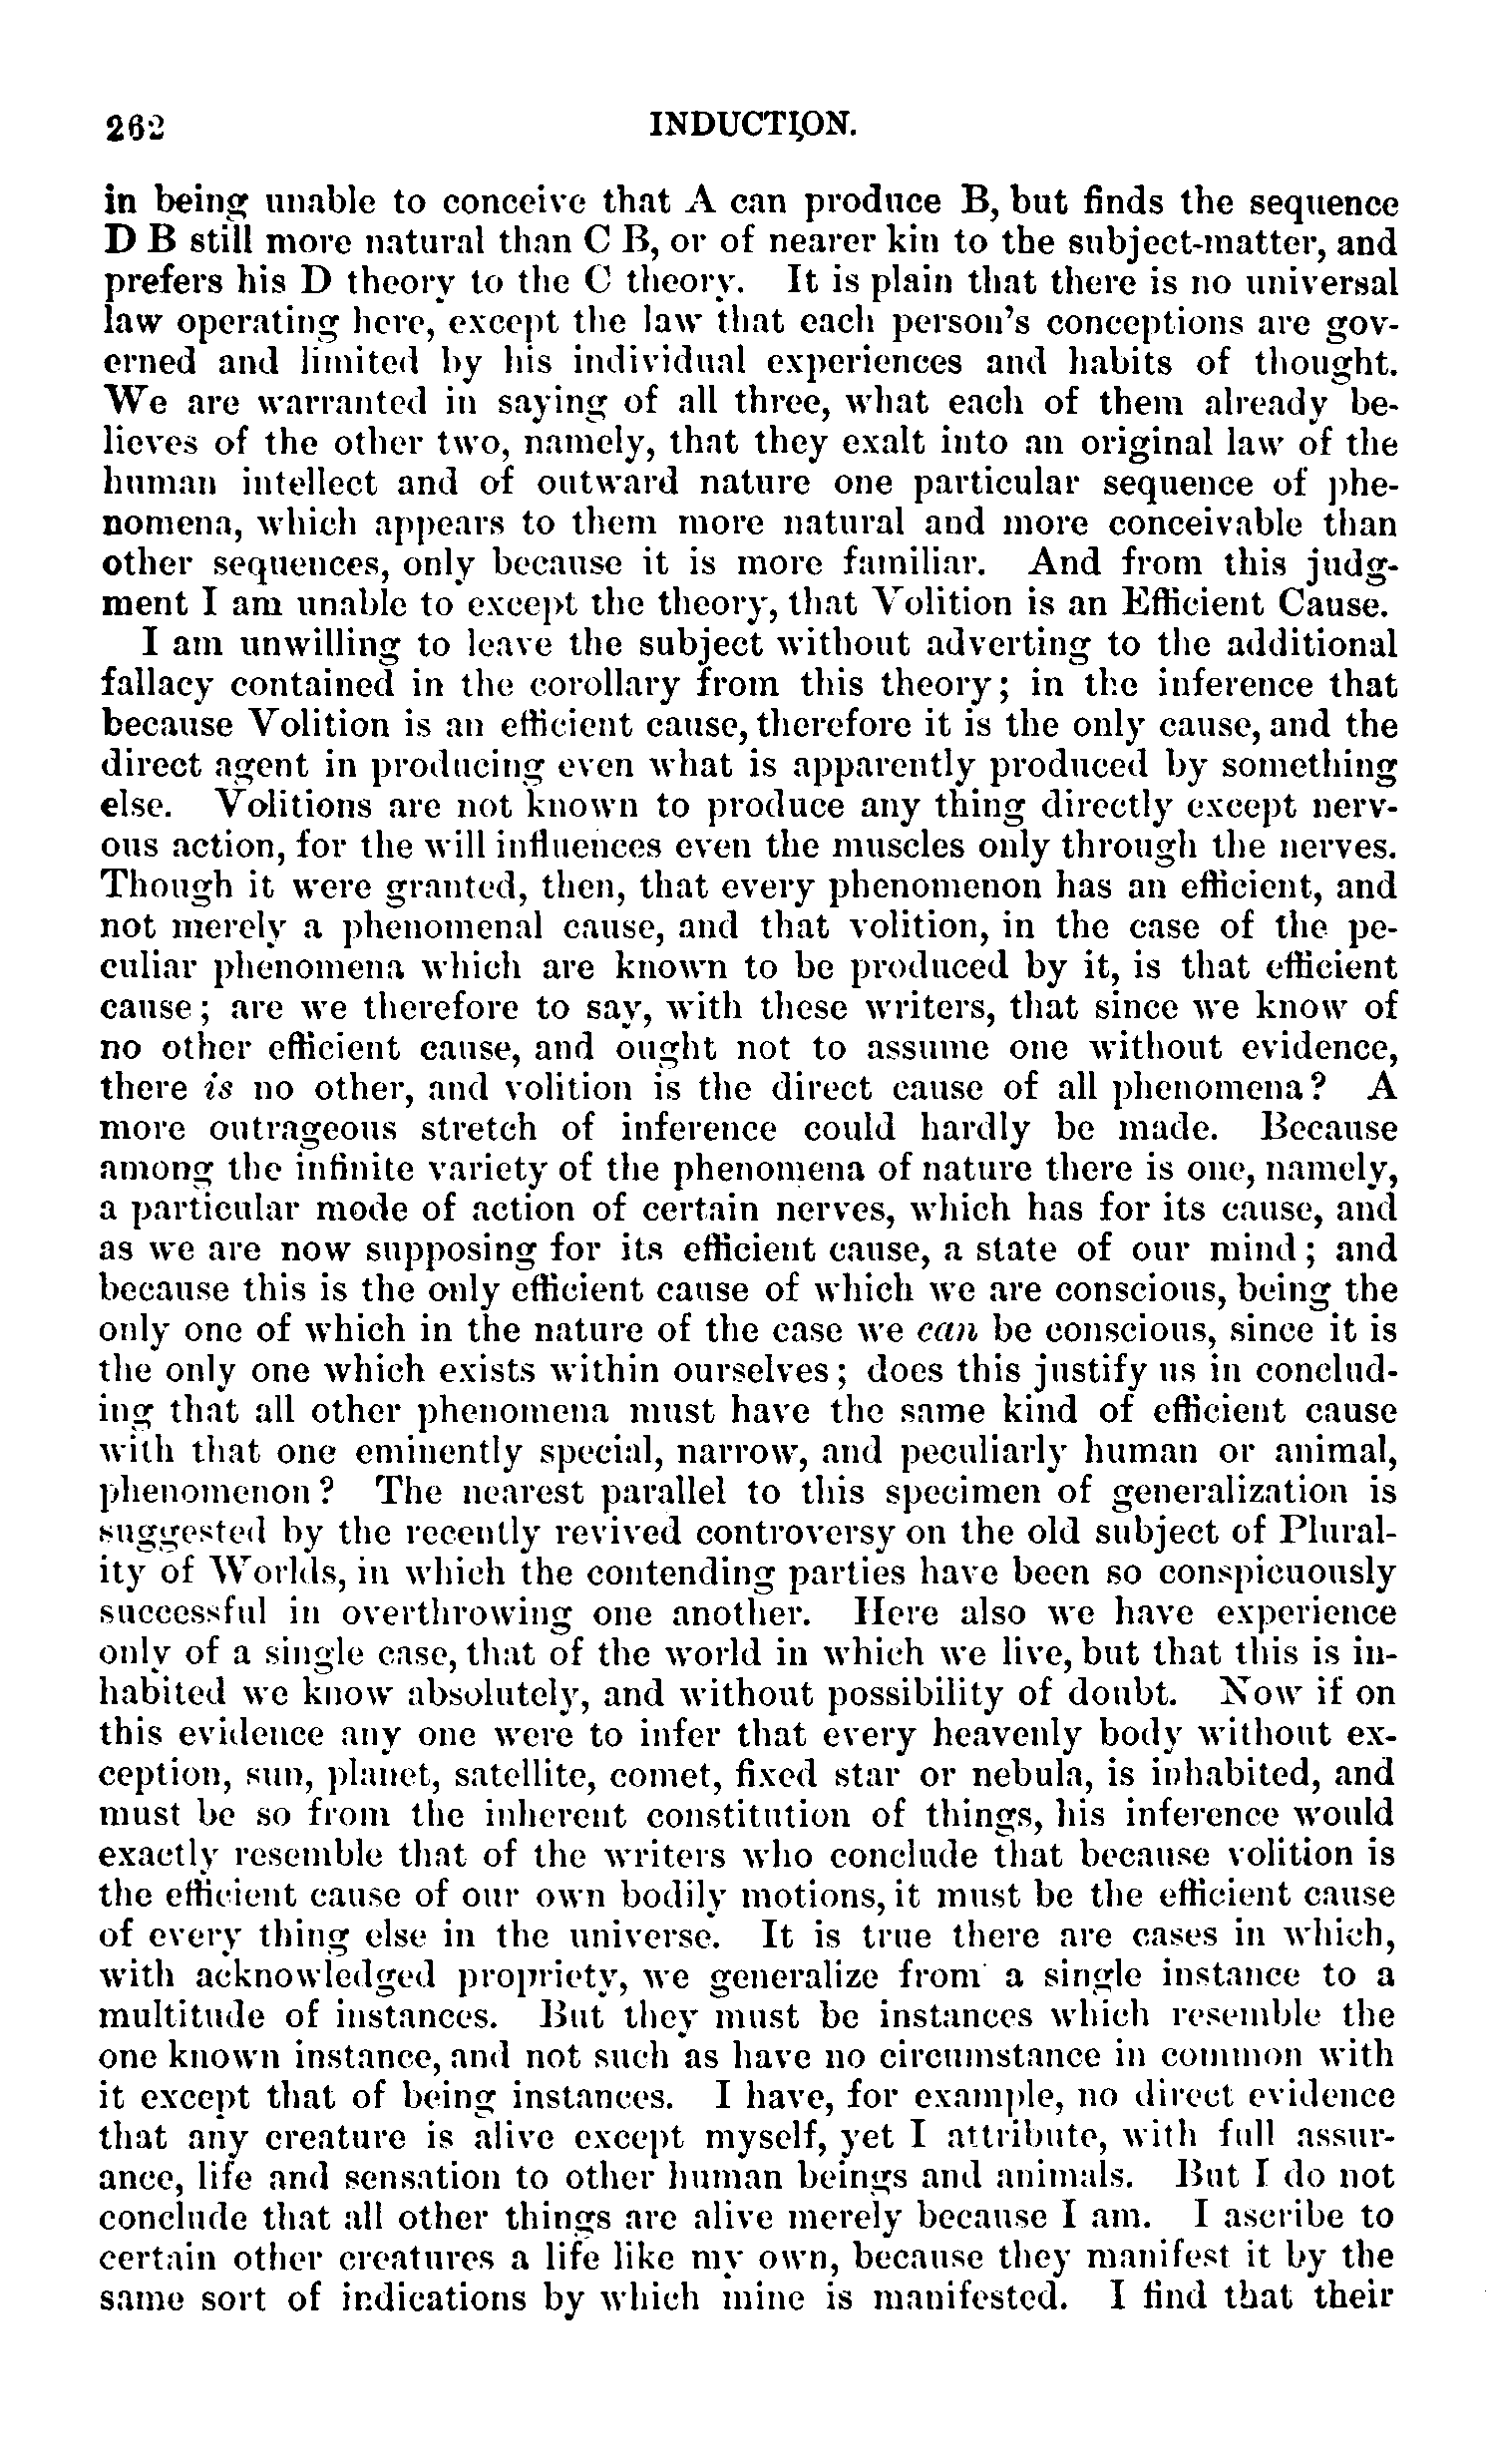 262 INDUCTION.
in being unable to conceive that A can produce B, but finds the sequence
D B still more natural than C B, or of nearer kin to the subject-matter, and
prefers his D theory to the C theory. It is plain that there is no universal
law operating here, except the law that each person's conceptions are gov-
erned and limited by his individual experiences and habits of thought.
We are warranted in saying of all three, what each of them already be-
lieves of the other two, namely, that they exalt into an original law of the
human intellect and of outward nature one particular sequence of phe-
nomena, which appears to them more natural and more conceivable than
other sequences, only because it is more familiar. And from this judg-
ment I am unable to except the theory, that Volition is an Efficient Cause.
I am unwilling to leave the subject without adverting to the additional
fallacy contained in the corollary from this theory; in the inference that
because Volition is an efficient cause, therefore it is the only cause, and the
direct agent in producing even what is apparently produced by something
else. Volitions are not known to produce any thing directly except nerv-
ous action, for the will influences even the muscles only through the nerves.
Though it were granted, then, that every phenomenon has an efficient, and
not merely a phenomenal cause, and that volition, in the case of the pe-
culiar phenomena which are known to be produced by it, is that efficient
cause; are we therefore to say, with these writers, that since we know of
no other efficient cause, and ought not to assume one without evidence,
there is no other, and volition is the direct cause of all phenomena? A
more outrageous stretch of inference could hardly be made. Because
among the infinite variety of the phenomena of nature there is one, namely,
a particular mode of action of certain nerves, which has for its cause, and
as we are now supposing for its efficient cause, a state of our mind; and
because this is the only efficient cause of which we are conscious, being the
only one of which in the nature of the case we can be conscious, since it is
the only one which exists within ourselves; does this justify us in conclud-
ing that all other phenomena must have the same kind of efficient cause
with that one eminently special, narrow, and peculiarly human or animal,
phenomenon? The nearest parallel to this specimen of generalization is
suggested by the recently revived controversy on the old subject of Plural-
ity of Worlds, in which the contending parties have been so conspicuously
successful in overthrowing one another. Here also we have experience
only of a single case, that of the world in which we live, but that this is in-
habited we know absolutely, and without possibility of doubt. Now if on
this evidence any one were to infer that every heavenly body without ex-
ception, sun, planet, satellite, comet, fixed star or nebula, is inhabited, and
must be so from the inherent constitution of things, his inference would
exactly resemble that of the writers who conclude that because volition is
the efficient cause of our own bodily motions, it must be the efficient cause
of every thing else in the universe. It is true there are cases in which,
with acknowledged propriety, we generalize from a single instance to a
multitude of instances. But they must be instances which resemble the
one known instance, and not such as have no circumstance in common with
it except that of being instances. I have, for example, no direct evidence
that any creature is alive except myself, yet I attribute, with full assur-
ance, life and sensation to other human beings and animals. But I do not
conclude that all other things are alive merely because I am. I ascribe to
certain other creatures a life like my own, because they manifest it by the
same sort of indications by which mine is manifested. I find that their